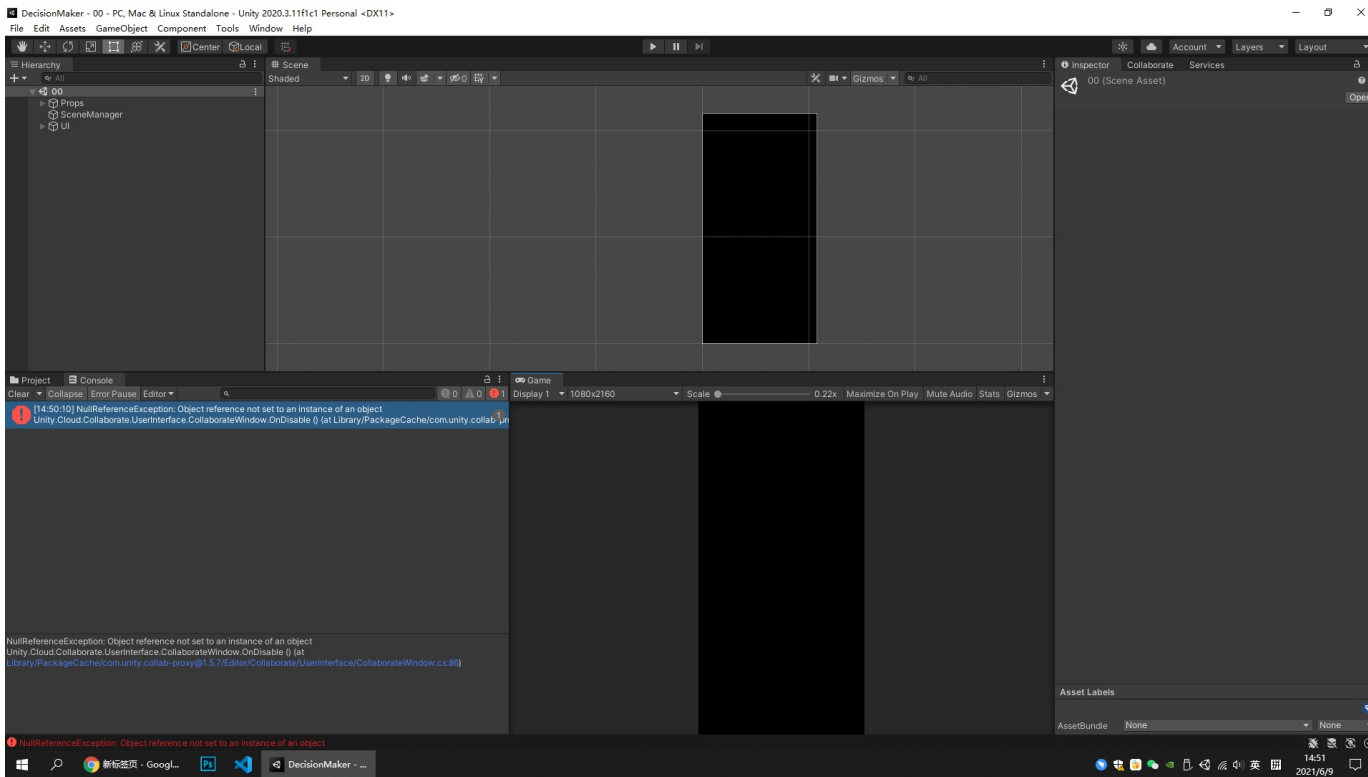 DecisionMaker - 00 - PC, Mac & Linux Standalone - Unity 2020.3.11f1c1 Personal <DX11>
File Edit Assets GameObject Component Tools Window Help
Center Local
Account Layers Layout
Hierarchy
Scene
Inspector Collaborate Services
All
Shaded 2D 0 Gizmos All
00 (Scene Asset)
Open
00
Props
SceneManager
UI
Project Console
Game
Clear Collapse Error Pause Editor 0 0 1
Display 1 1080x2160 Scale 0.22x Maximize On Play Mute Audio Stats Gizmos
[14:50:10] NullReferenceException: Object reference not set to an instance of an object
Unity.Cloud.Collaborate.UserInterface.CollaborateWindow.OnDisable () (at Library/PackageCache/com.unity.collab-pr
1
NullReferenceException: Object reference not set to an instance of an object
Unity.Cloud.Collaborate.UserInterface.CollaborateWindow.OnDisable () (at
Library/PackageCache/com.unity.collab-proxy@1.5.7/Editor/Collaborate/UserInterface/CollaborateWindow.cs:86)
Asset Labels
AssetBundle None None
NullReferenceException: Object reference not set to an instance of an object
新标签页 - Googl...
Ps
DecisionMaker - ...
英
拼
14:51
2021/6/9